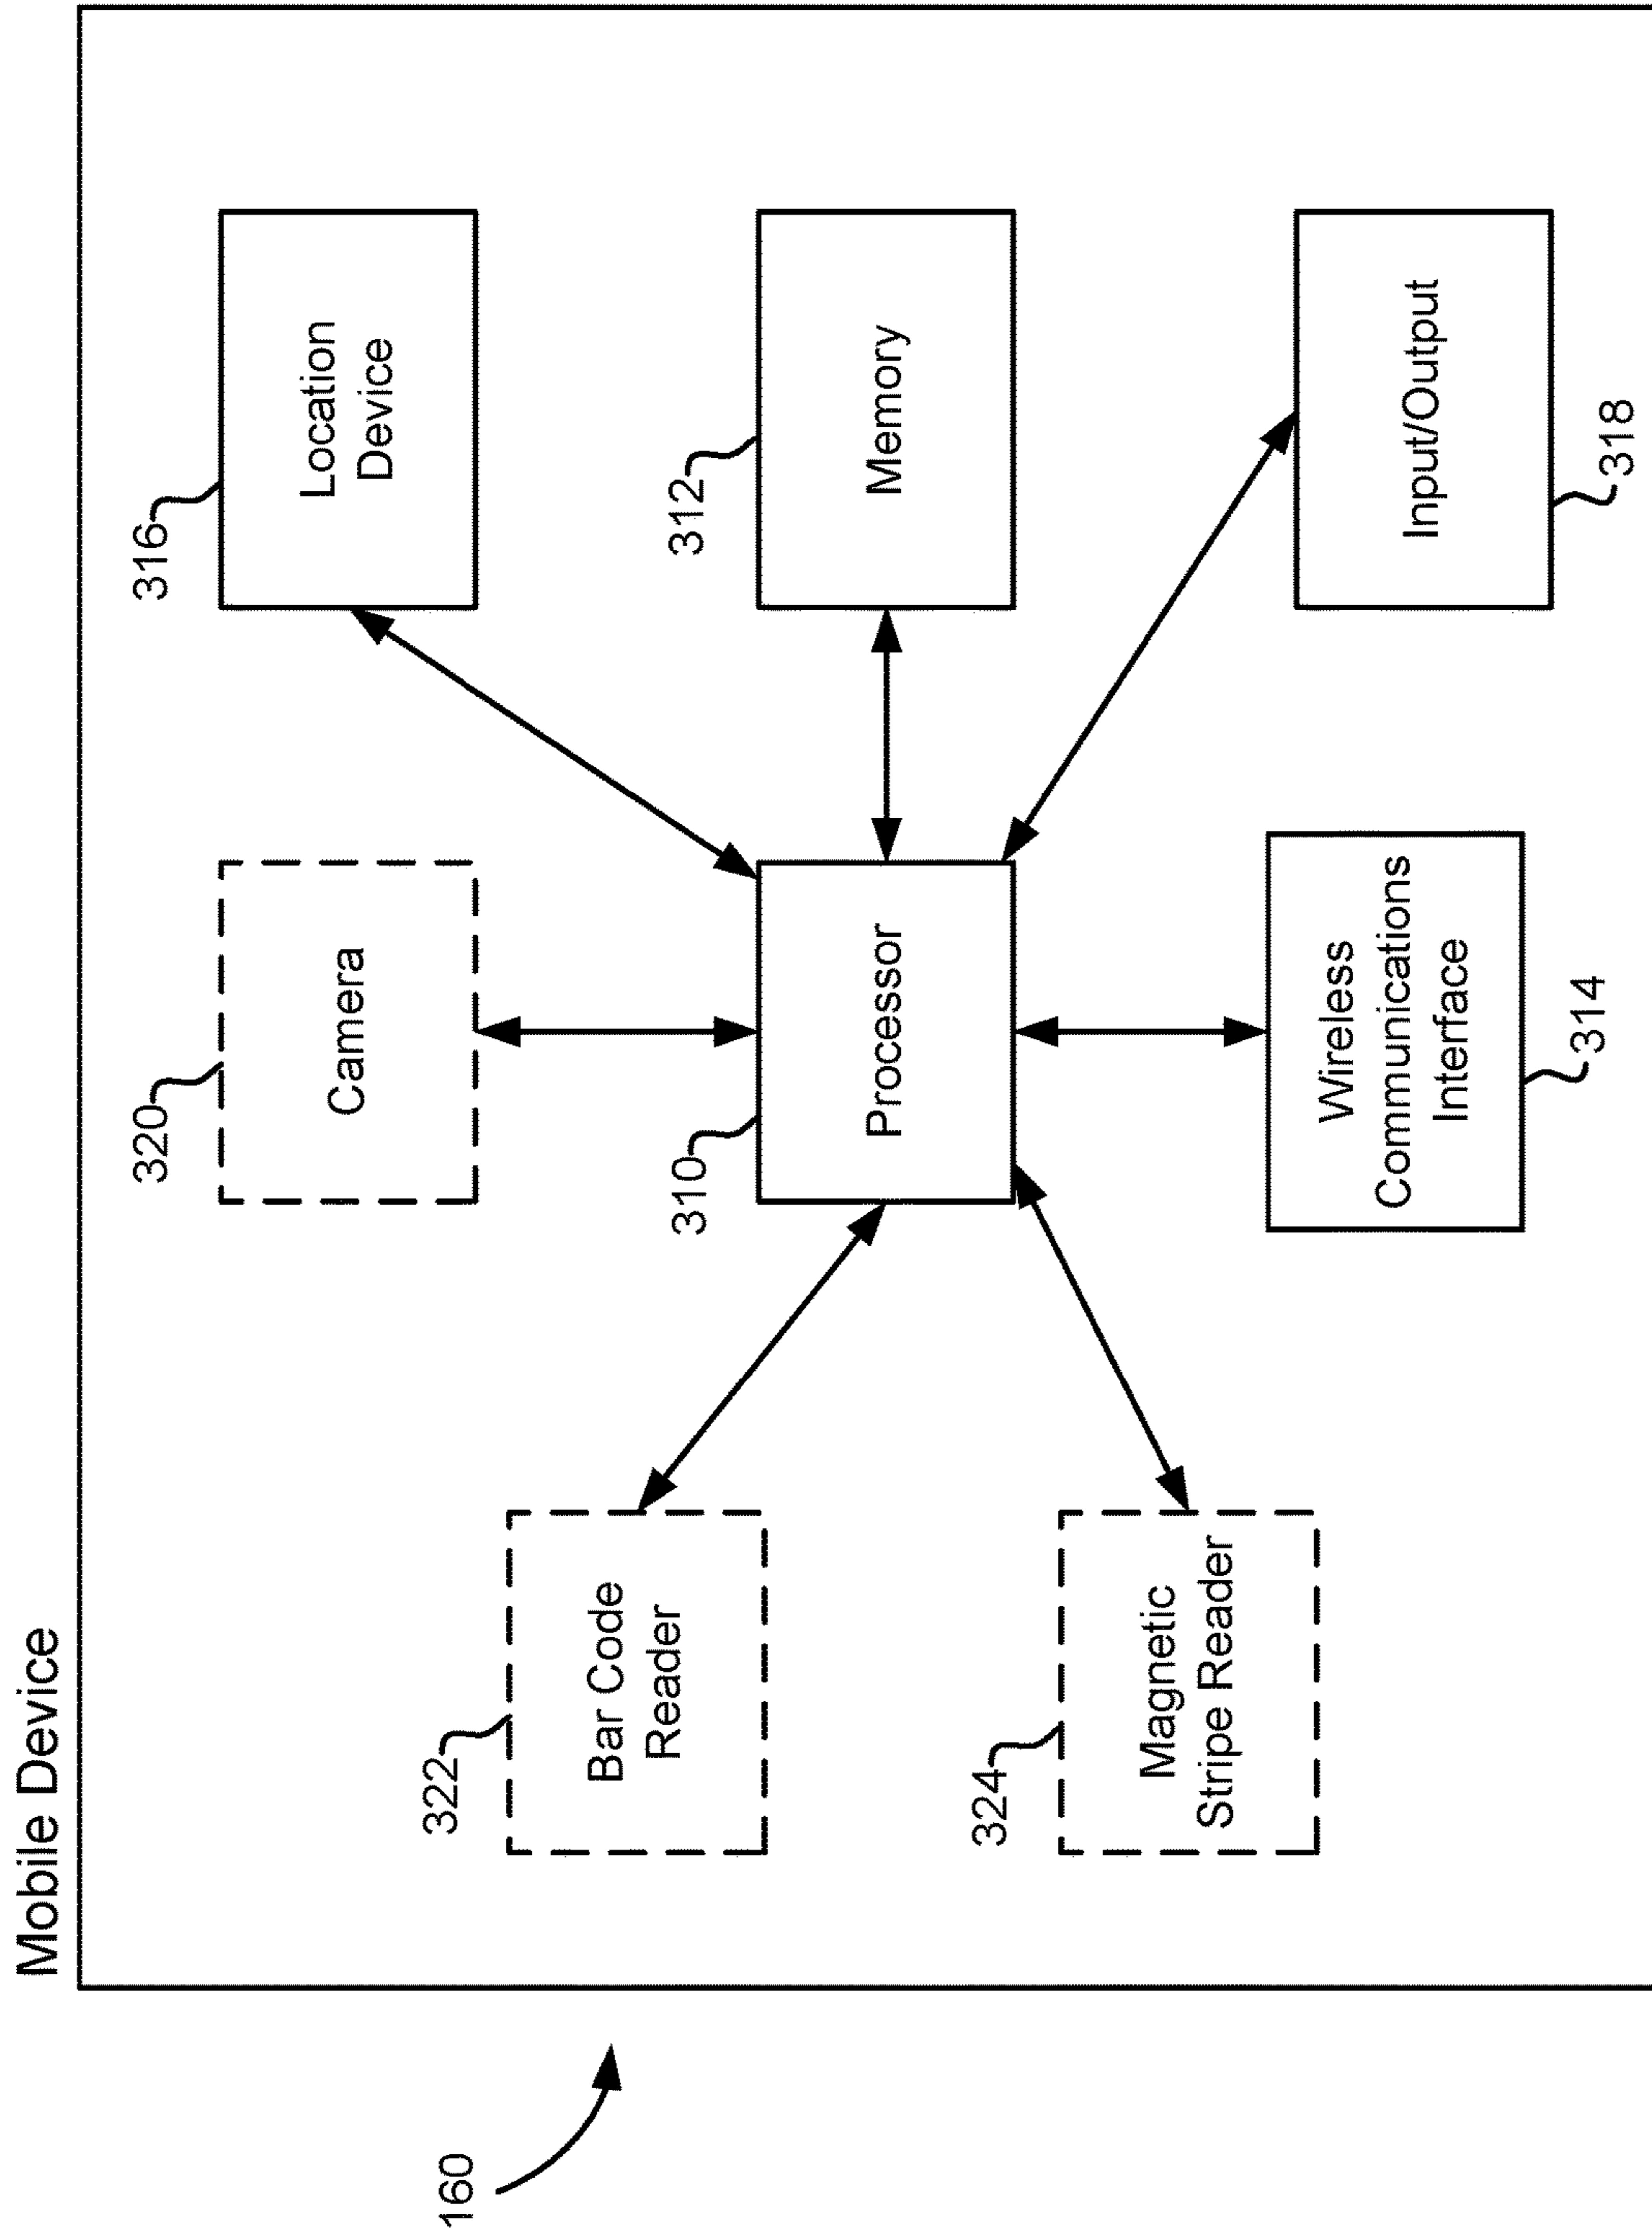 Mobile Device
160
320
Camera
316
Location
Device
322
Bar Code
Reader
310
Processor
312
Memory
324
Magnetic
Stripe Reader
Wireless
Communications
Interface
314
Input/Output
318